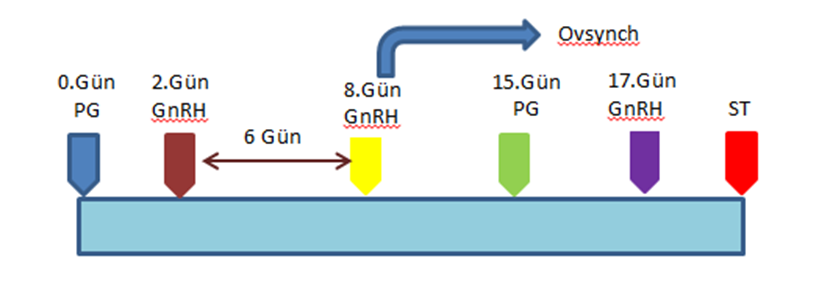 Ovsynch
0.Gün
PG
2.Gün
GnRH
8.Gün
GnRH
15.Gün
PG
17.Gün
GnRH
ST
6 Gün